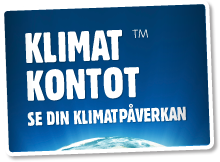 KLIMAT ™
KONTOT
SE DIN KLIMATPÅVERKAN